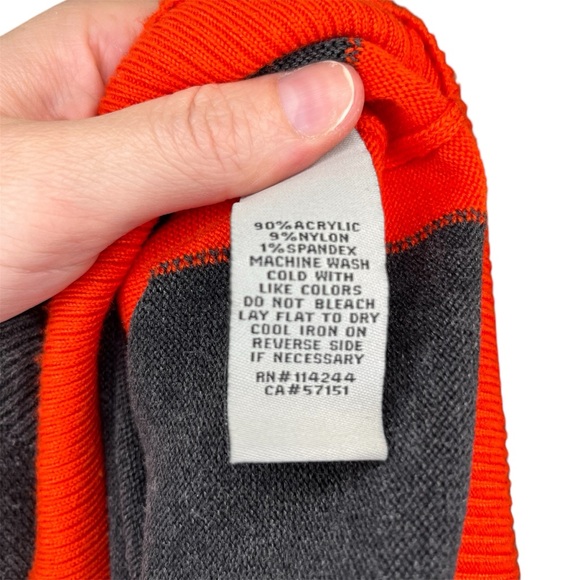 90% ACRYLIC
9% NYLON
1% SPANDEX
MACHINE WASH
COLD WITH
LIKE COLORS
DO NOT BLEACH
LAY FLAT TO DRY
COOL IRON ON
REVERSE SIDE
IF NECESSARY
RN#114244
CA#57151